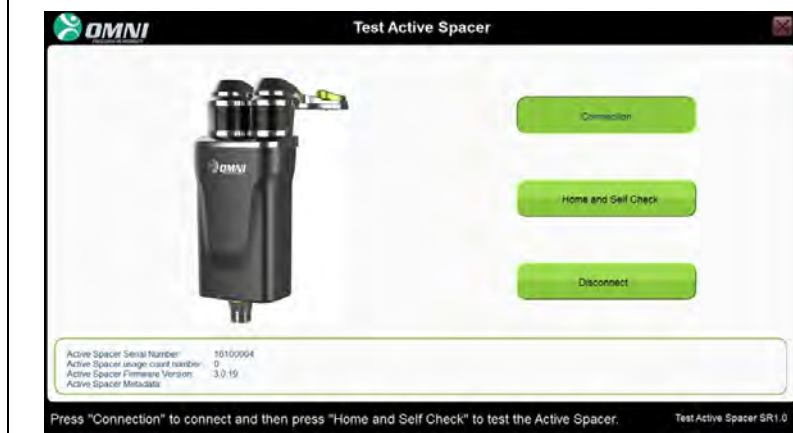 OMNI
Test Active Spacer
OMNI
Connection
Home and Self Check
Disconnect
Active Spacer Serial Number: 16100004
Active Spacer usage count number: 0
Active Spacer Firmware Version: 3.0.19
Active Spacer Metadata:
Press "Connection" to connect and then press "Home and Self Check" to test the Active Spacer.
Test Active Spacer SR1.0